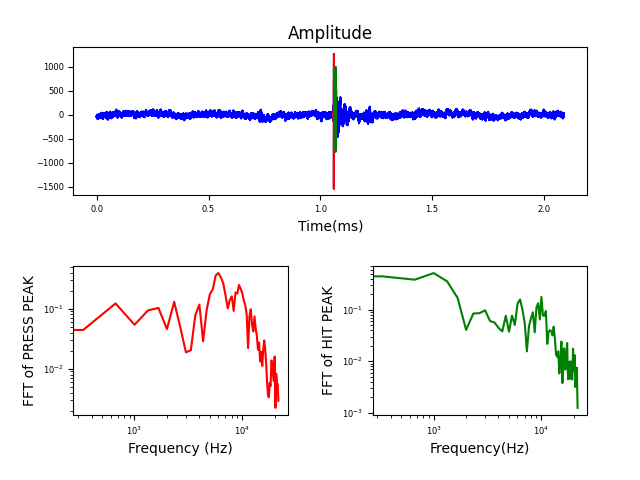 Amplitude
1000
500
0
−500
−1000
−1500
0.0 0.5 1.0 1.5 2.0
Time(ms)
FFT of PRESS PEAK
10⁻¹
10⁻²
10³ 10⁴
Frequency (Hz)
FFT of HIT PEAK
10⁻¹
10⁻²
10⁻³
10³ 10⁴
Frequency(Hz)